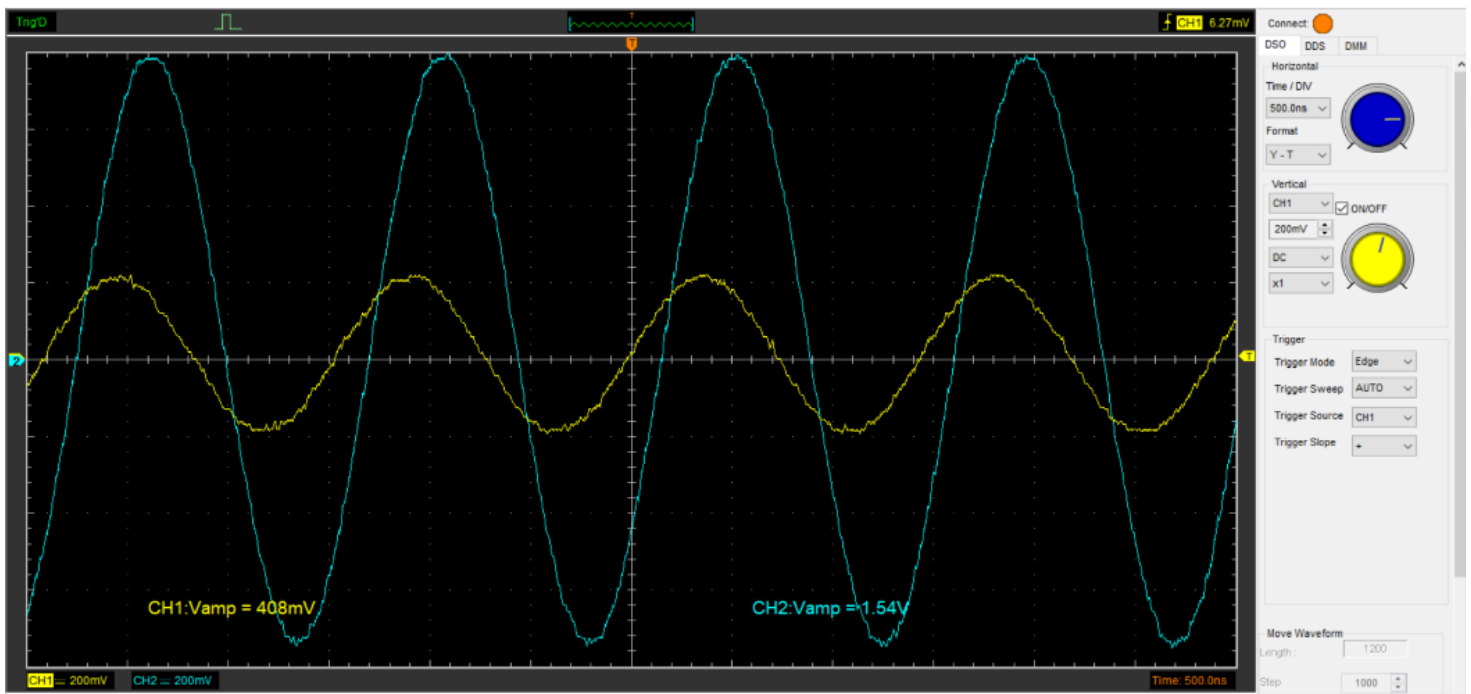 Trig'D
T
CH1 6.27mV
T
2
T
CH1:Vamp = 408mV
CH2:Vamp = 1.54V
CH1 200mV
CH2 200mV
Time: 500.0ns
Connect:
DSO DDS DMM
Horizontal
Time / DIV
500.0ns
Format
Y - T
Vertical
CH1
ON/OFF
200mV
DC
x1
Trigger
Trigger Mode Edge
Trigger Sweep AUTO
Trigger Source CH1
Trigger Slope +
Move Waveform
Length : 1200
Step 1000